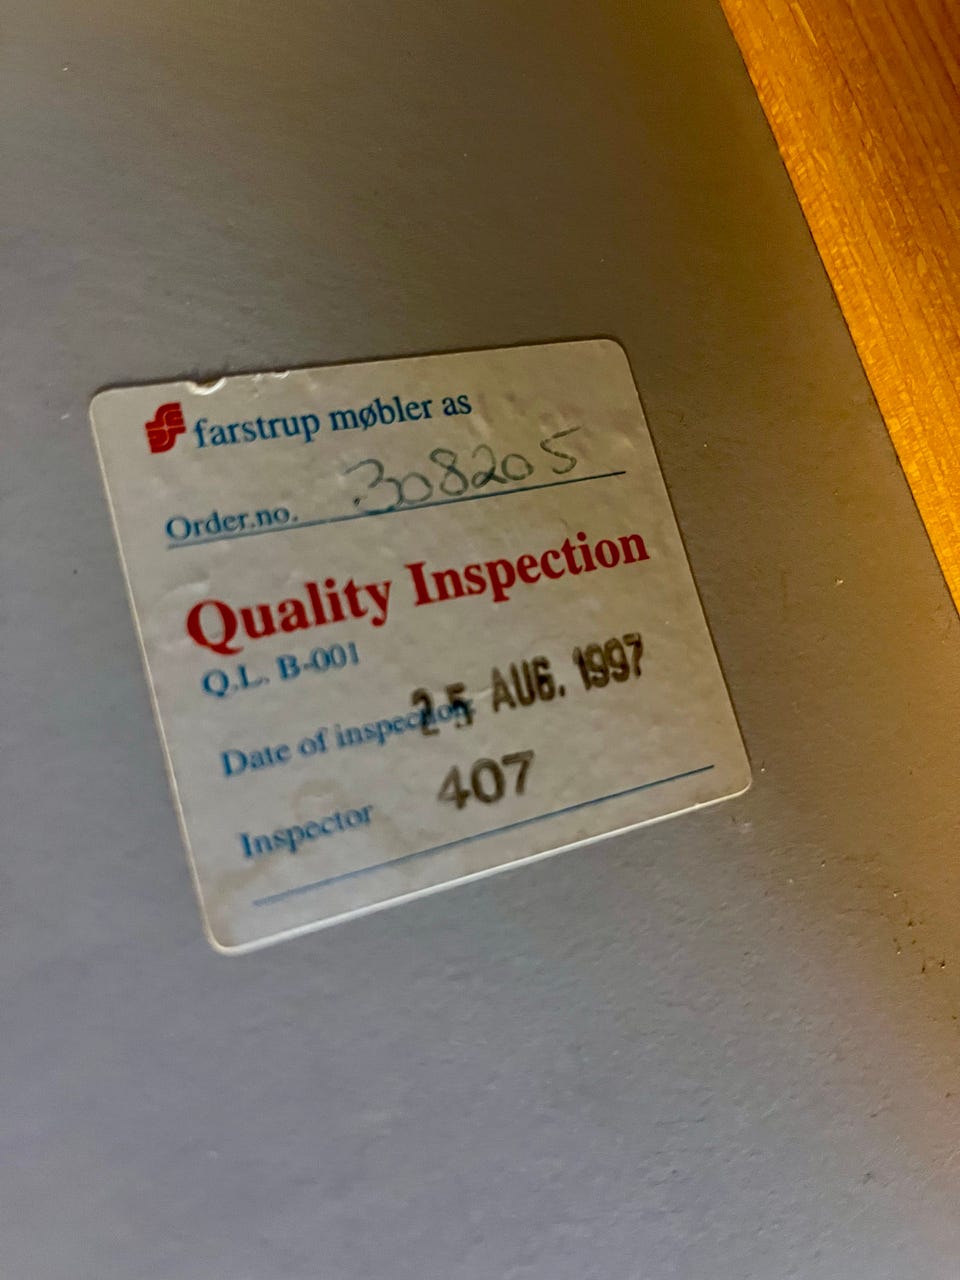 farstrup møbler as
Order.no. 308205
Quality Inspection
Q.L. B-001
Date of inspection: 25 AUG. 1997
Inspector 407